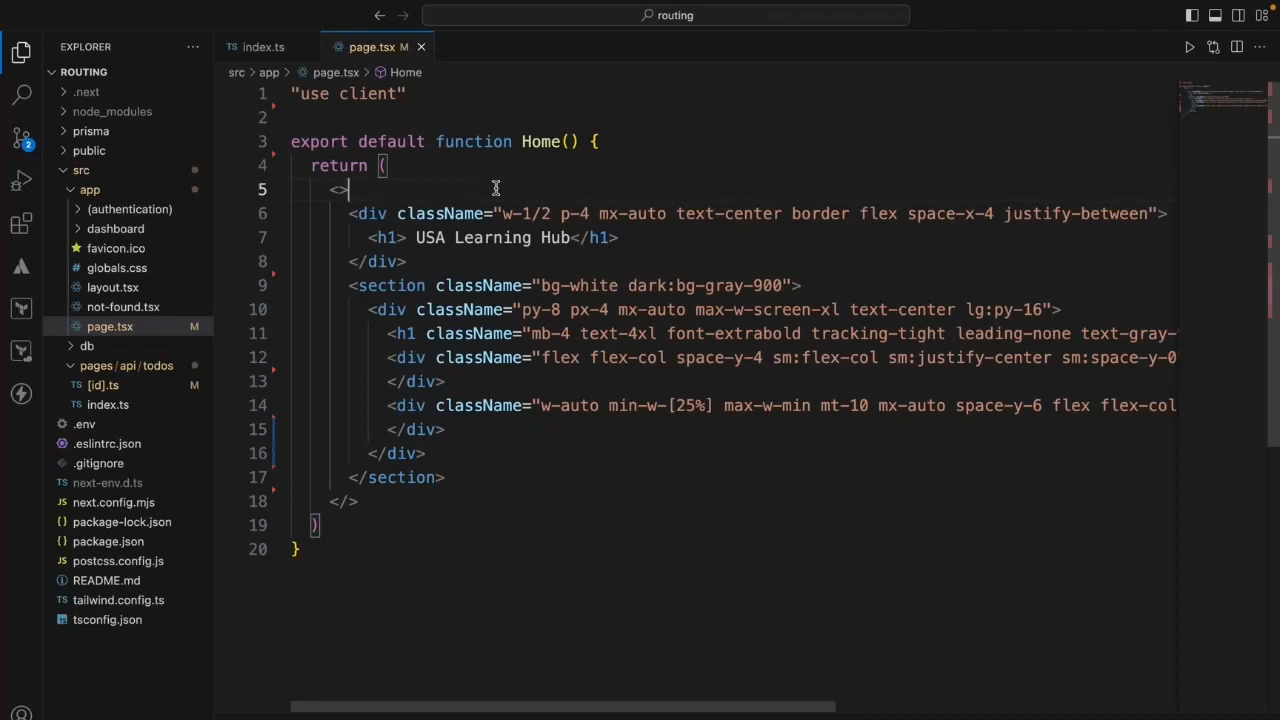 routing
EXPLORER
ROUTING
.next
node_modules
prisma
public
src
app
(authentication)
dashboard
favicon.ico
globals.css
layout.tsx
not-found.tsx
page.tsx M
db
pages/api/todos
[id].ts M
index.ts
.env
.eslintrc.json
.gitignore
next-env.d.ts
next.config.mjs
package-lock.json
package.json
postcss.config.js
README.md
tailwind.config.ts
tsconfig.json
2
TS index.ts page.tsx M
src > app > page.tsx > Home
1 "use client"
2
3 export default function Home() {
4 return (
5 <>
6 <div className="w-1/2 p-4 mx-auto text-center border flex space-x-4 justify-between">
7 <h1> USA Learning Hub</h1>
8 </div>
9 <section className="bg-white dark:bg-gray-900">
10 <div className="py-8 px-4 mx-auto max-w-screen-xl text-center lg:py-16">
11 <h1 className="mb-4 text-4xl font-extrabold tracking-tight leading-none text-gray-
12 <div className="flex flex-col space-y-4 sm:flex-col sm:justify-center sm:space-y-0
13 </div>
14 <div className="w-auto min-w-[25%] max-w-min mt-10 mx-auto space-y-6 flex flex-col
15 </div>
16 </div>
17 </section>
18 </>
19 )
20 }